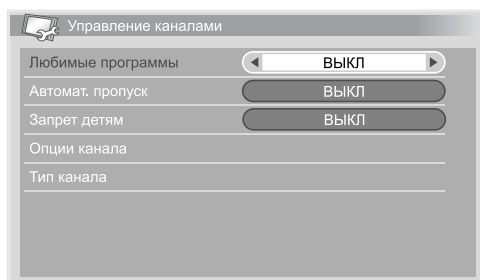 Управление каналами
Любимые программы ВЫКЛ
Автомат. пропуск ВЫКЛ
Запрет детям ВЫКЛ
Опции канала
Тип канала